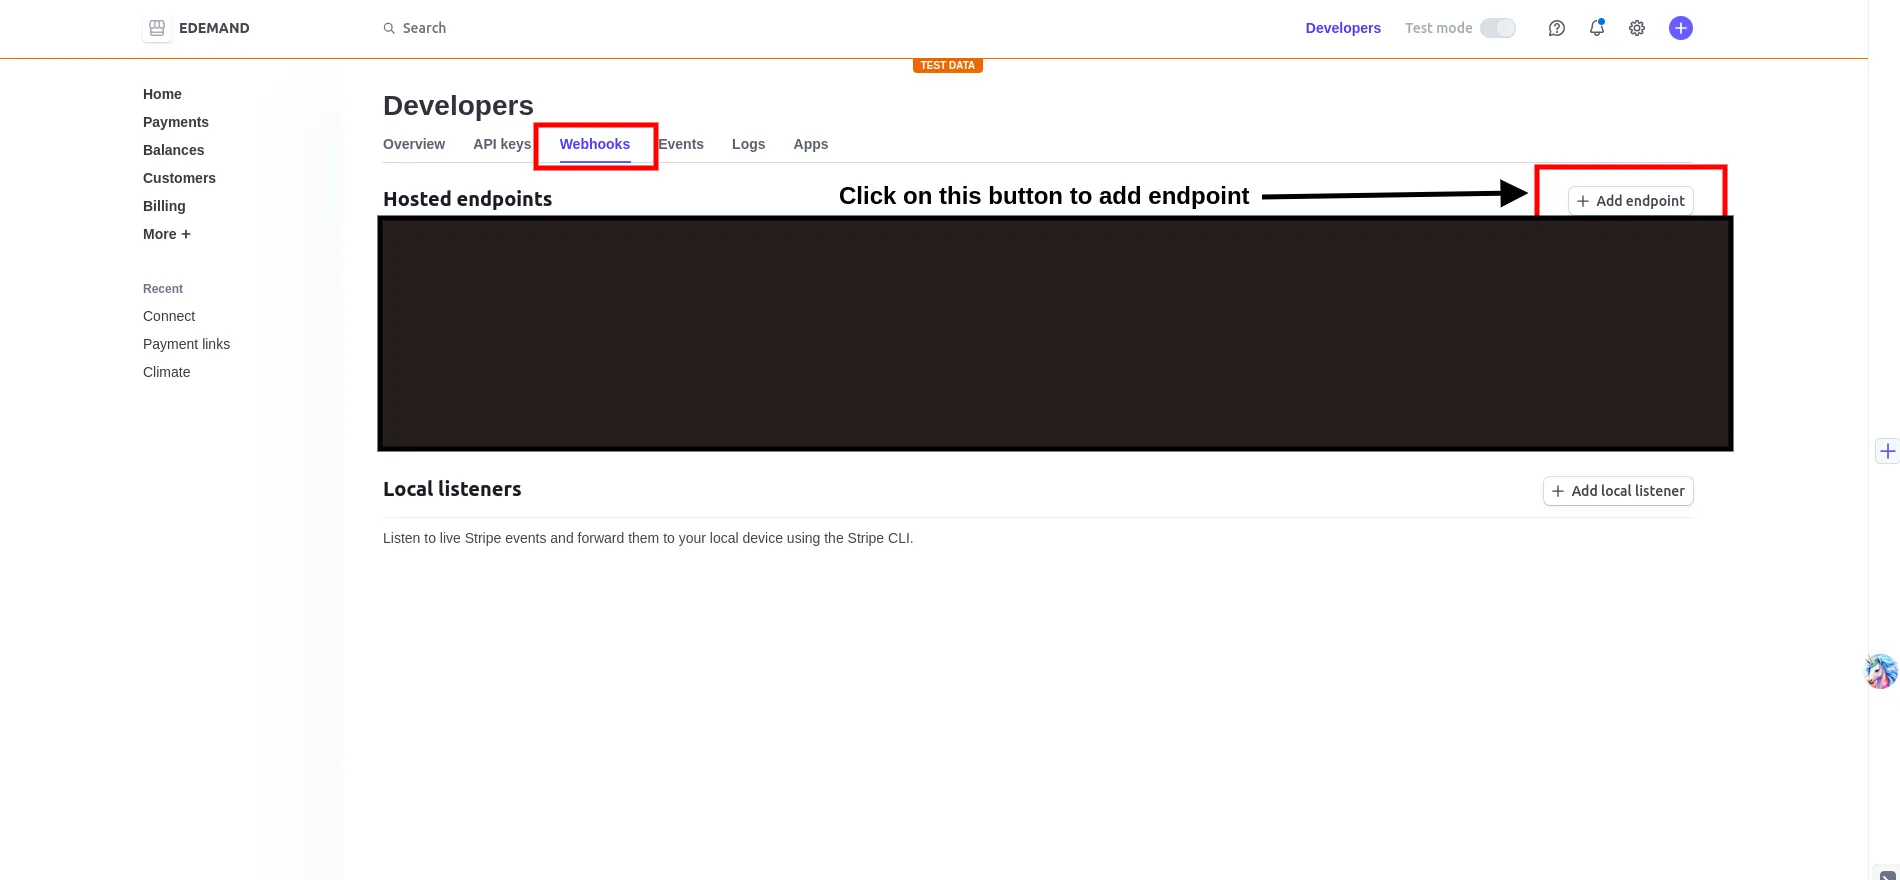 EDEMAND
Search
Developers
Test mode
TEST DATA
Home
Payments
Balances
Customers
Billing
More +
Recent
Connect
Payment links
Climate
Developers
Overview
API keys
Webhooks
Events
Logs
Apps
Hosted endpoints
Click on this button to add endpoint
+ Add endpoint
Local listeners
+ Add local listener
Listen to live Stripe events and forward them to your local device using the Stripe CLI.